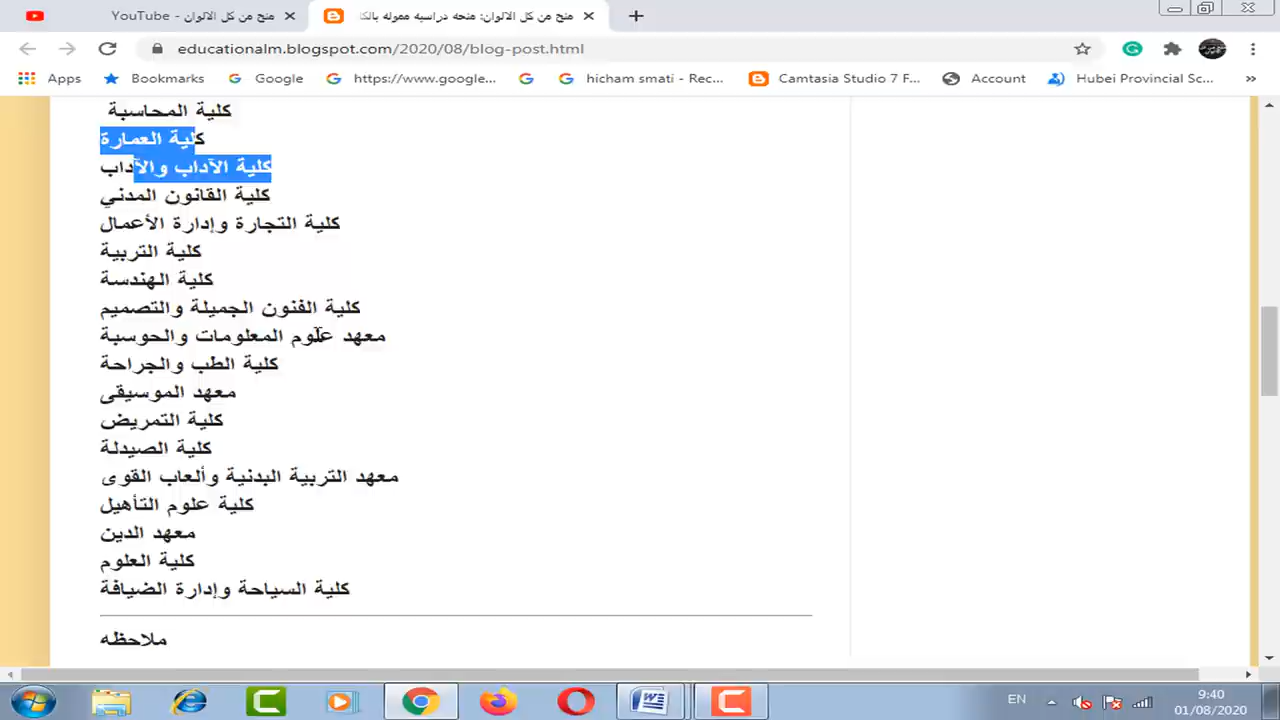 منح من كل الالوان - YouTube
منح من كل الالوان: منحه دراسيه ممولة بالكا
educationalm.blogspot.com/2020/08/blog-post.html
Apps
Bookmarks
Google
https://www.google...
hicham smati - Rec...
Camtasia Studio 7 F...
Account
Hubei Provincial Sc...
»
كلية المحاسبة
كلية العمارة
كلية الآداب والآداب
كلية القانون المدني
كلية التجارة وإدارة الأعمال
كلية التربية
كلية الهندسة
كلية الفنون الجميلة والتصميم
معهد علوم المعلومات والحوسبة
كلية الطب والجراحة
معهد الموسيقى
كلية التمريض
كلية الصيدلة
معهد التربية البدنية وألعاب القوى
كلية علوم التأهيل
معهد الدين
كلية العلوم
كلية السياحة وإدارة الضيافة
ملاحظه
EN
9:40
01/08/2020